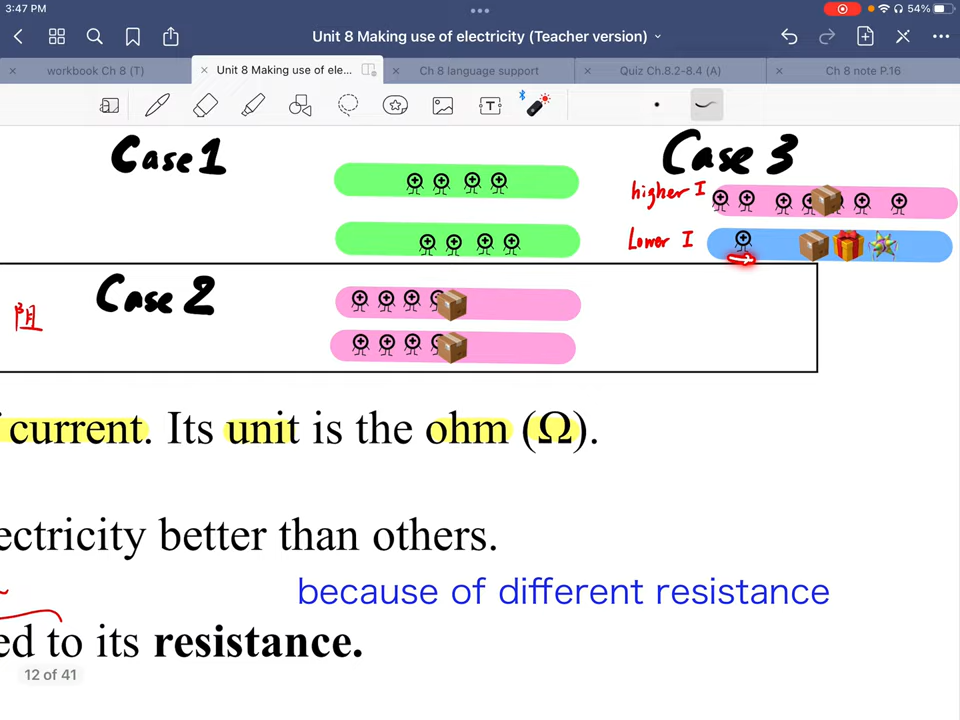 3:47 PM
54%
Unit 8 Making use of electricity (Teacher version)
workbook Ch 8 (T)
Unit 8 Making use of ele...
Ch 8 language support
Quiz Ch.8.2-8.4 (A)
Ch 8 note P.16
Case 1
Case 3
higher I
Lower I
Case 2
阻
current. Its unit is the ohm (Ω).
ectricity better than others.
because of different resistance
ed to its resistance.
12 of 41